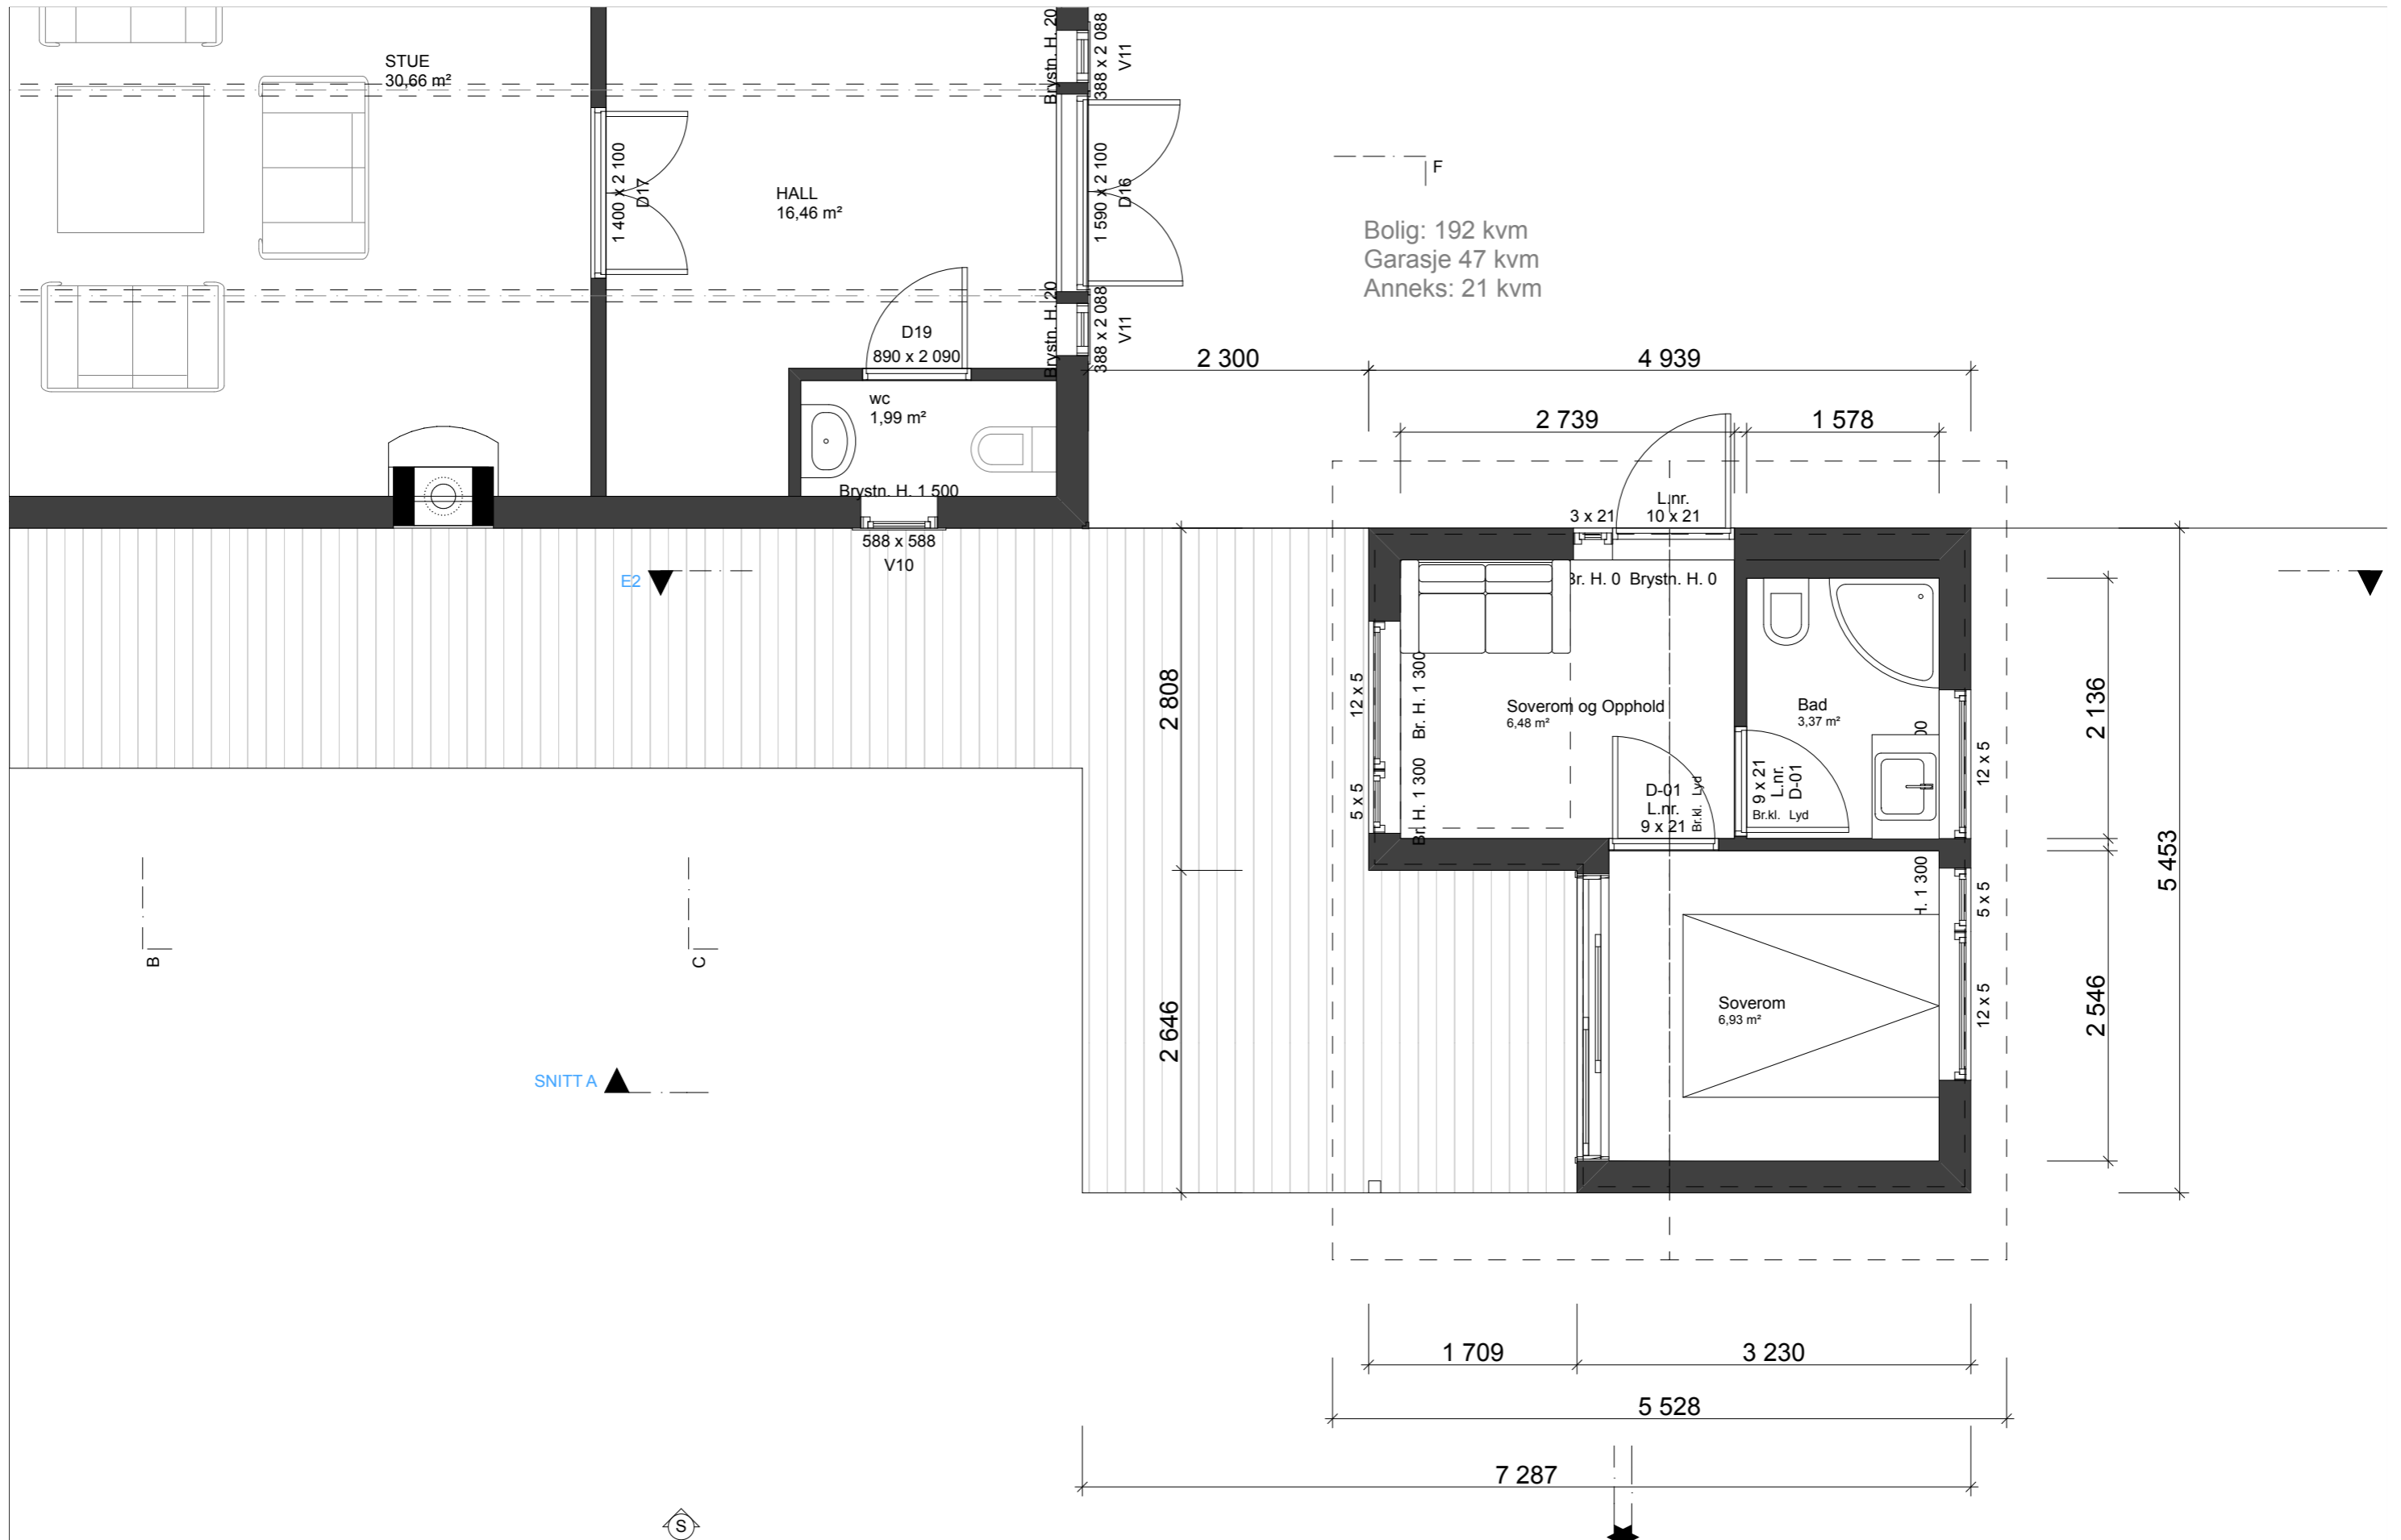 STUE
30,66 m²
Brystn. H. 20
388 x 2 088
V11
1 400 x 2 100
D17
HALL
16,46 m²
1 590 x 2 100
D16
F
Bolig: 192 kvm
Garasje 47 kvm
Anneks: 21 kvm
D19
890 x 2 090
Brystn. H. 20
388 x 2 088
V11
2 300
4 939
wc
1,99 m²
2 739
1 578
Brystn. H. 1 500
588 x 588
V10
3 x 21
L.nr.
10 x 21
Br. H. 0
Brystn. H. 0
E2
12 x 5
Br. H. 1 300
5 x 5
Br. H. 1 300
2 808
Soverom og Opphold
6,48 m²
Bad
3,37 m²
12 x 5
2 136
D-01
L.nr.
9 x 21
Br.kl. Lyd
9 x 21
L.nr.
D-01
Br.kl. Lyd
5 453
H. 1 300
5 x 5
12 x 5
2 546
B
C
2 646
Soverom
6,93 m²
SNITT A
1 709
3 230
5 528
7 287
S